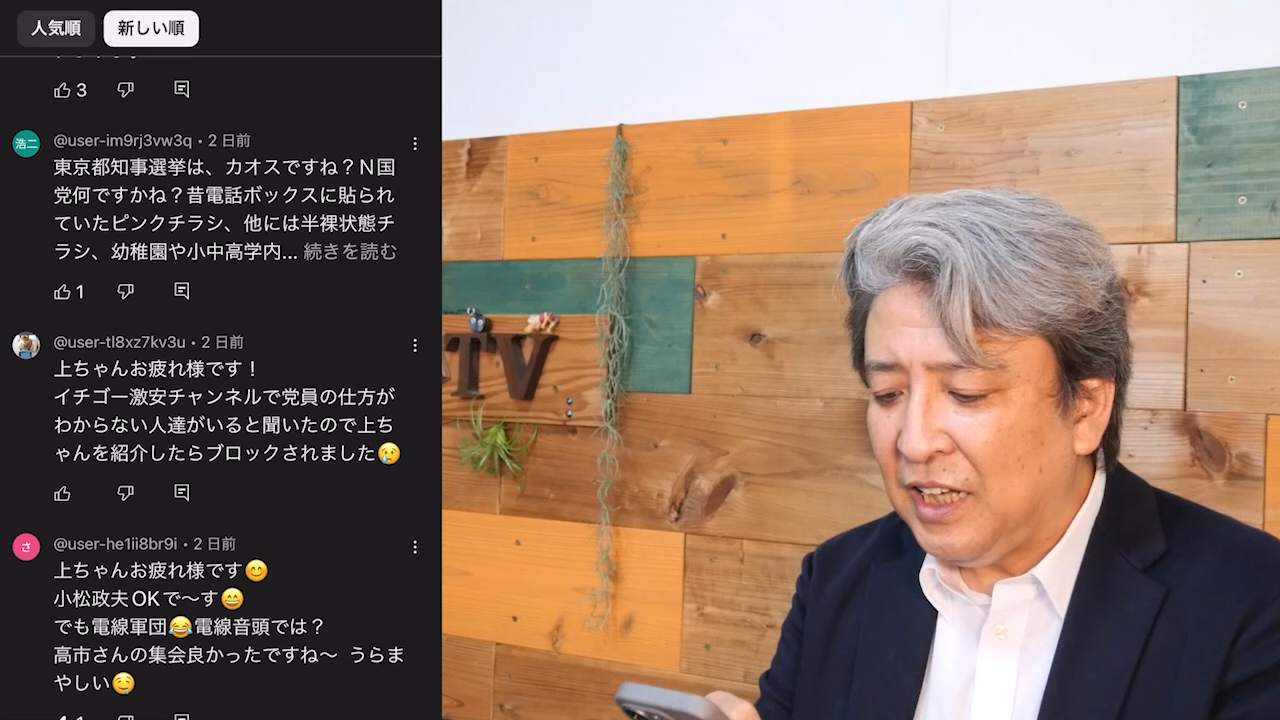 人気順
新しい順
3
浩二
@user-im9rj3vw3q・2 日前
東京都知事選挙は、カオスですね？Ｎ国
党何ですかね？昔電話ボックスに貼られ
ていたピンクチラシ、他には半裸状態チ
ラシ、幼稚園や小中高学内... 続きを読む
1
@user-tl8xz7kv3u・2 日前
上ちゃんお疲れ様です！
イチゴー激安チャンネルで党員の仕方が
わからない人達がいると聞いたので上ち
ゃんを紹介したらブロックされました😢
さ
@user-he1ii8br9i・2 日前
上ちゃんお疲れ様です😊
小松政夫OKで〜す😄
でも電線軍団😂電線音頭では？
高市さんの集会良かったですね〜 うらま
やしい🤤
TV